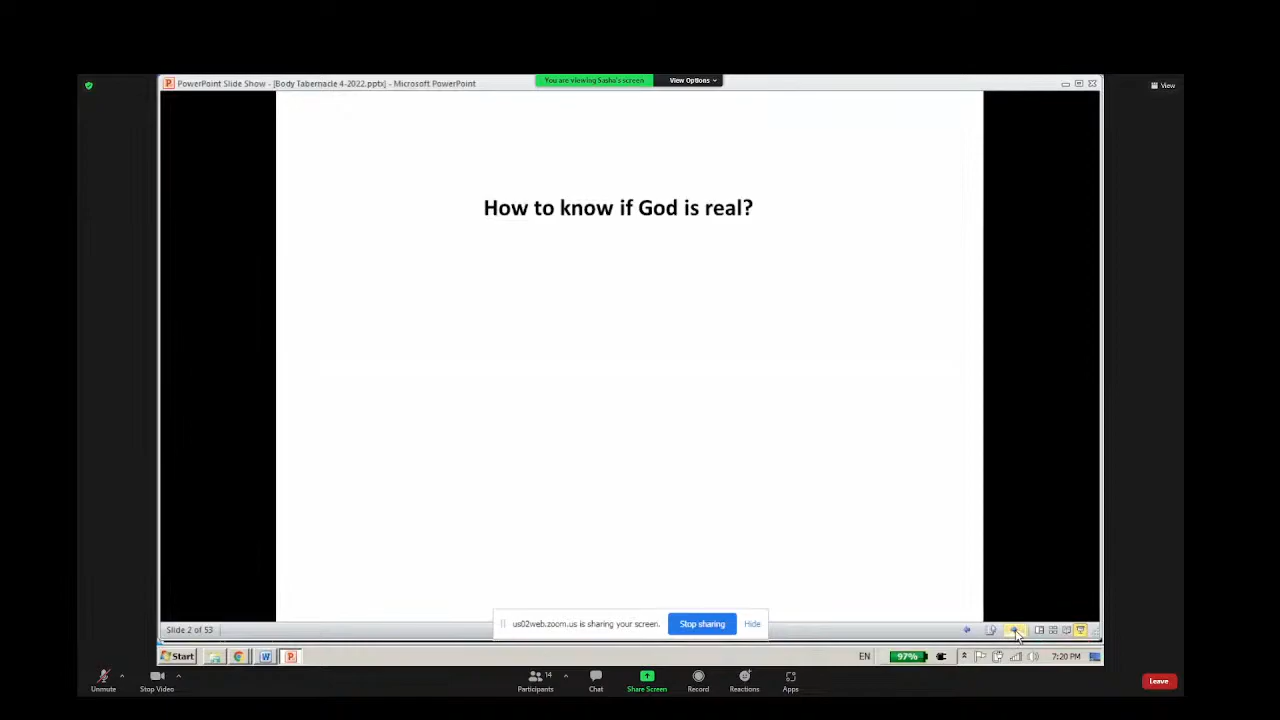 PowerPoint Slide Show - [Body Tabernacle 4-2022.pptx] - Microsoft PowerPoint
You are viewing Sasha's screen
View Options
View
How to know if God is real?
us02web.zoom.us is sharing your screen.
Stop sharing
Hide
Slide 2 of 53
Start
EN
97%
7:20 PM
Unmute
Stop Video
14
Participants
Chat
Share Screen
Record
Reactions
Apps
Leave